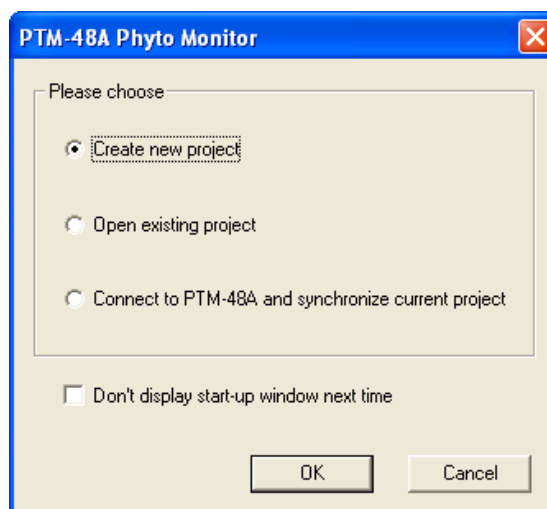 PTM-48A Phyto Monitor
Please choose
Create new project
Open existing project
Connect to PTM-48A and synchronize current project
Don't display start-up window next time
OK
Cancel